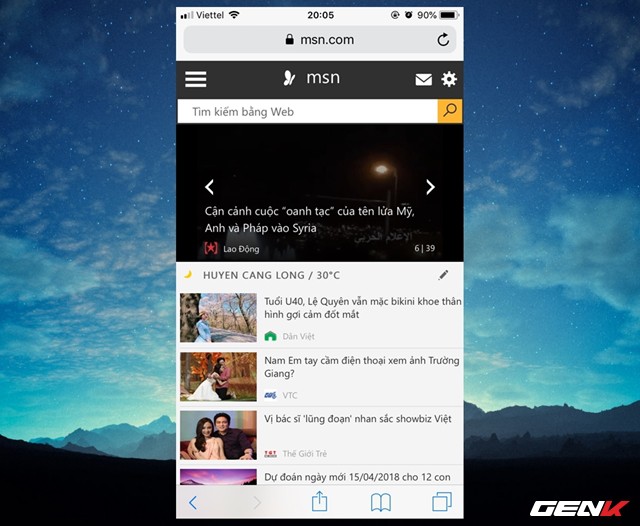 Viettel 20:05 90%
msn.com
msn
Tìm kiếm bằng Web
Cận cảnh cuộc “oanh tạc” của tên lửa Mỹ,
Anh và Pháp vào Syria
Lao Động 6 | 39
HUYEN CANG LONG / 30°C
Tuổi U40, Lệ Quyên vẫn mặc bikini khoe thân
hình gợi cảm đốt mắt
Dân Việt
Nam Em tay cầm điện thoại xem ảnh Trường
Giang?
VTC
Vị bác sĩ 'lũng đoạn' nhan sắc showbiz Việt
Thế Giới Trẻ
Dự đoán ngày mới 15/04/2018 cho 12 con
GENK